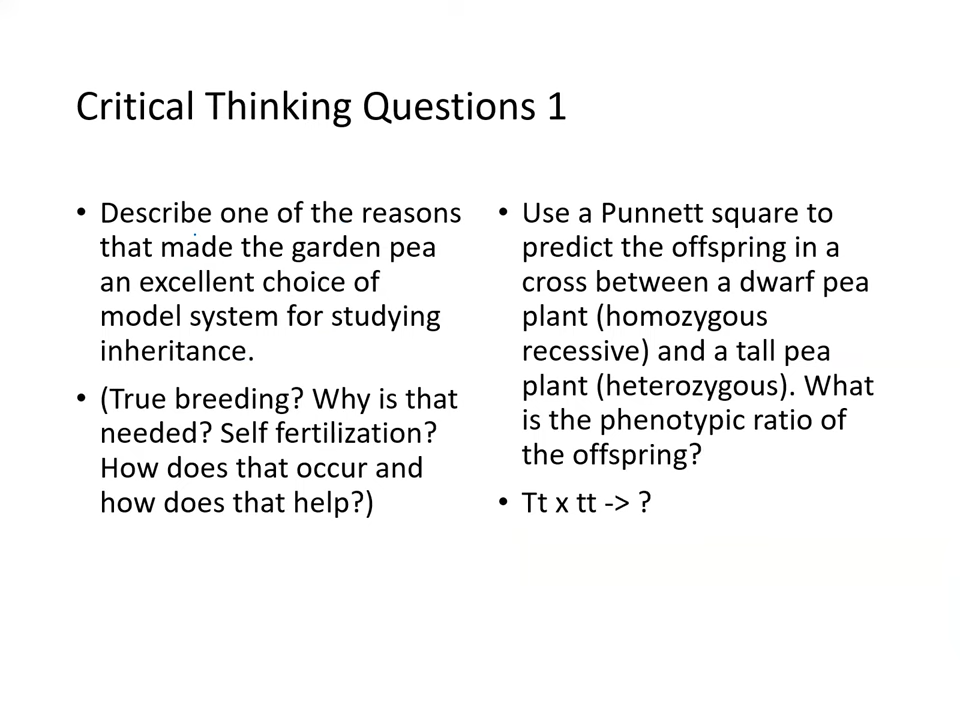 Critical Thinking Questions 1
• Describe one of the reasons
that made the garden pea
an excellent choice of
model system for studying
inheritance.
• (True breeding? Why is that
needed? Self fertilization?
How does that occur and
how does that help?)
• Use a Punnett square to
predict the offspring in a
cross between a dwarf pea
plant (homozygous
recessive) and a tall pea
plant (heterozygous). What
is the phenotypic ratio of
the offspring?
• Tt x tt -> ?